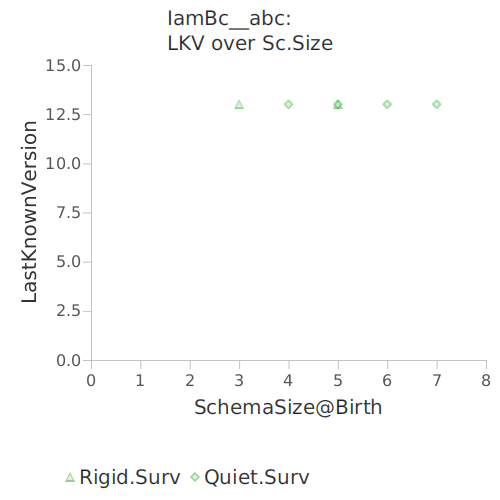 IamBc__abc:
LKV over Sc.Size
15.0
12.5
10.0
7.5
5.0
2.5
0.0
LastKnownVersion
0 1 2 3 4 5 6 7 8
SchemaSize@Birth
Rigid.Surv Quiet.Surv